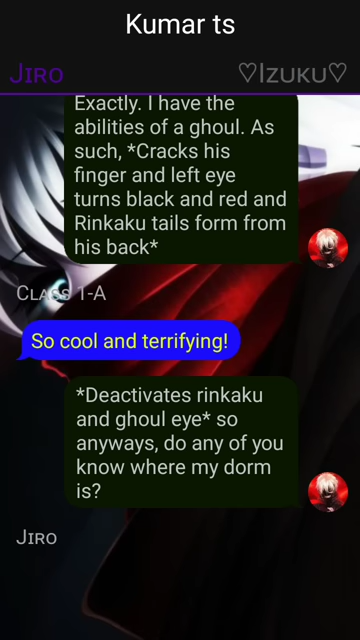 Kumar ts
Jiro
♡Izuku♡
Exactly. I have the
abilities of a ghoul. As
such, *Cracks his
finger and left eye
turns black and red and
Rinkaku tails form from
his back*
Class 1-A
So cool and terrifying!
*Deactivates rinkaku
and ghoul eye* so
anyways, do any of you
know where my dorm
is?
Jiro